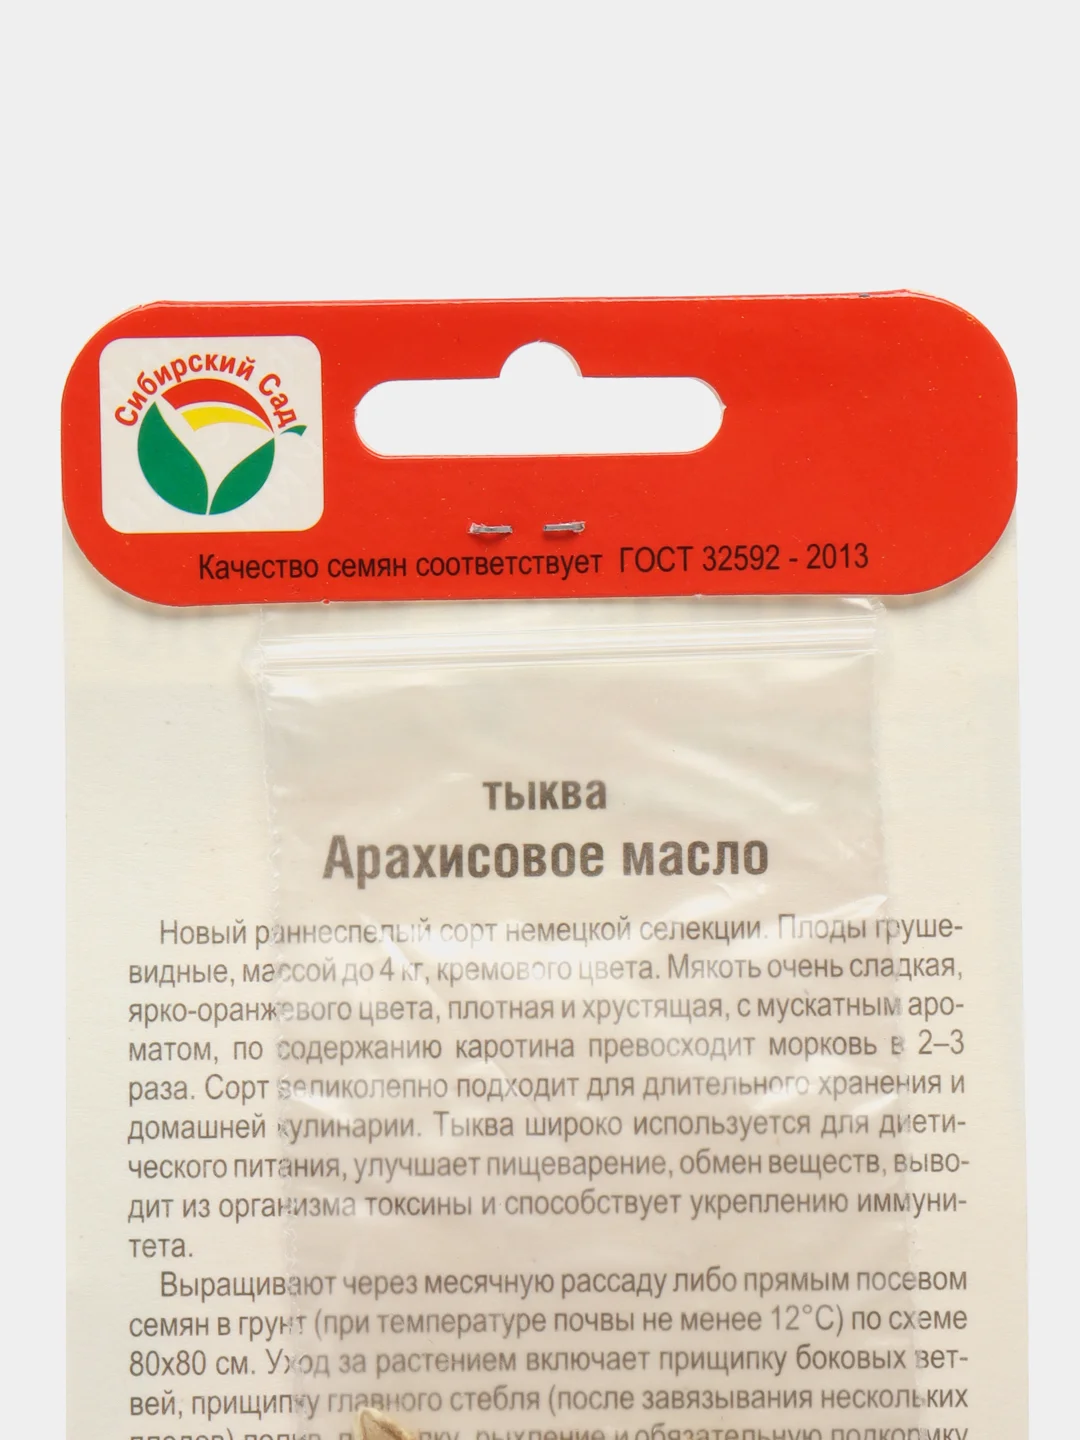 Сибирский Сад
Качество семян соответствует ГОСТ 32592 - 2013
тыква
Арахисовое масло
Новый раннеспелый сорт немецкой селекции. Плоды груше-
видные, массой до 4 кг, кремового цвета. Мякоть очень сладкая,
ярко-оранжевого цвета, плотная и хрустящая, с мускатным аро-
матом, по содержанию каротина превосходит морковь в 2–3
раза. Сорт великолепно подходит для длительного хранения и
домашней кулинарии. Тыква широко используется для диети-
ческого питания, улучшает пищеварение, обмен веществ, выво-
дит из организма токсины и способствует укреплению иммуни-
тета.
Выращивают через месячную рассаду либо прямым посевом
семян в грунт (при температуре почвы не менее 12°С) по схеме
80х80 см. Уход за растением включает прищипку боковых вет-
вей, прищипку главного стебля (после завязывания нескольких
плодов) полив, рыхление и обязательную подкормку